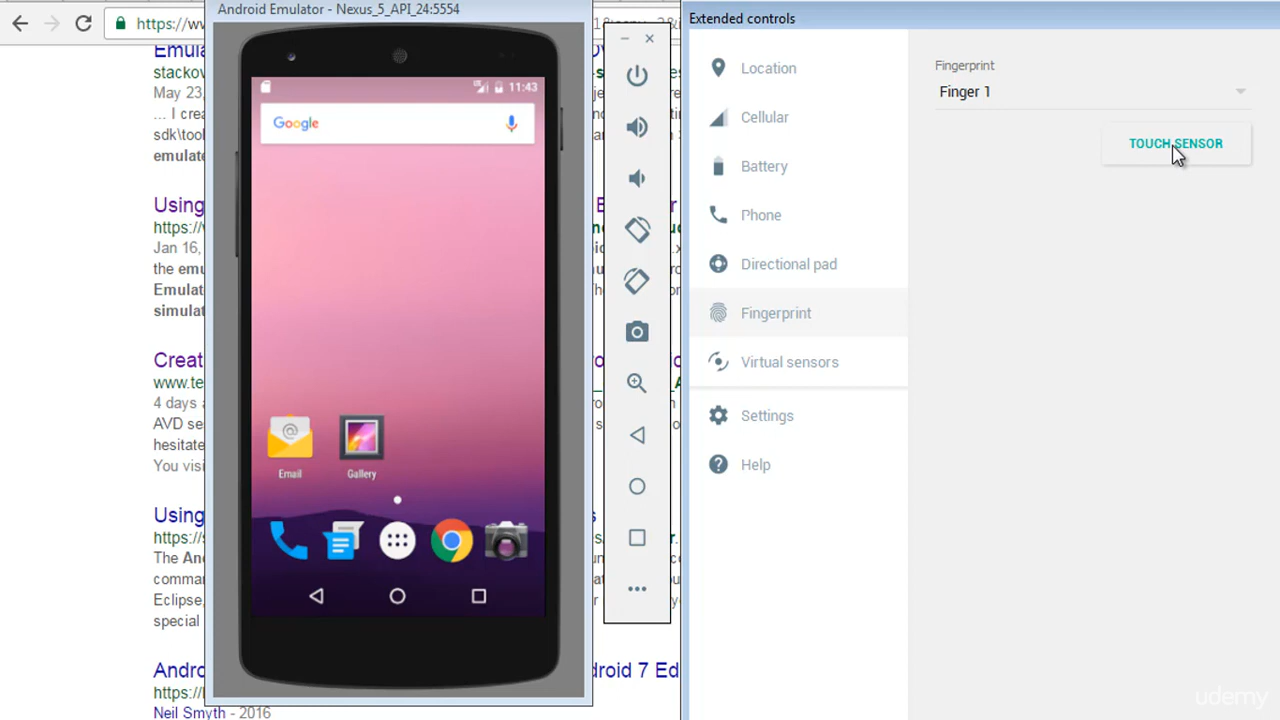 Android Emulator - Nexus_5_API_24:5554
Extended controls
https://w
Emula
stackov
May 23,
... I crea
sdk\tool
emulate
Using
https://v
Jan 16,
the emu
Emulat
simulat
Creat
www.te
4 days a
AVD se
hesitate
You visi
Using
https://s
The An
comman
Eclipse,
special
Andro
https://
Neil Smyth - 2016
droid 7 Ed
11:43
Google
Email
Gallery
Location
Cellular
Battery
Phone
Directional pad
Fingerprint
Virtual sensors
Settings
Help
Fingerprint
Finger 1
TOUCH SENSOR
udemy